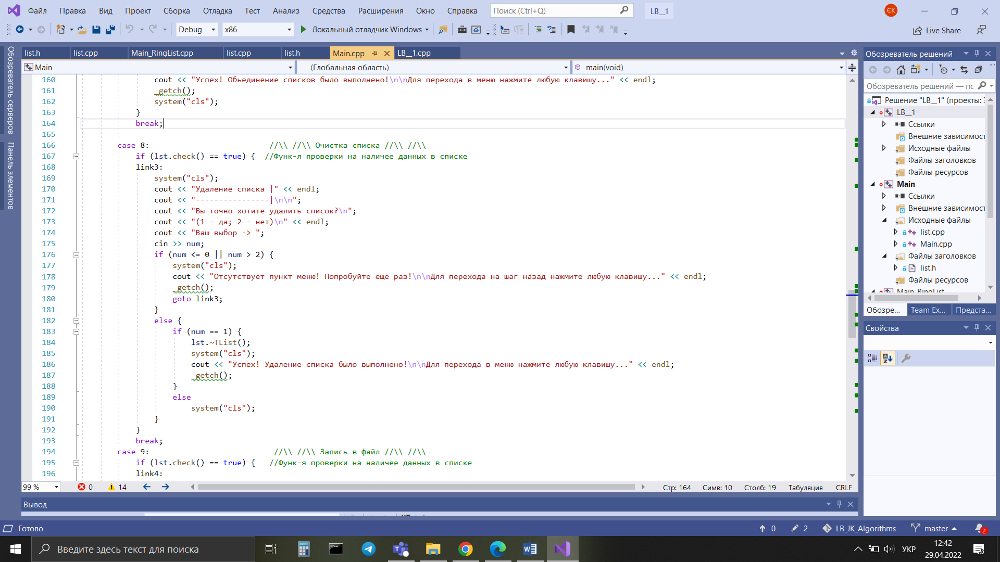 Файл Правка Вид Проект Сборка Отладка Тест Анализ Средства Расширения Окно Справка Поиск (Ctrl+Q) LB__1 ЄК
Debug x86 Локальный отладчик Windows Live Share
list.h list.cpp Main_RingList.cpp list.cpp list.h Main.cpp LB__1.cpp
Main (Глобальная область) main(void)
160 cout << "Успех! Обьединение списков было выполнено!\n\nДля перехода в меню нажмите любую клавишу..." << endl;
161 _getch();
162 system("cls");
163 }
164 break;
165
166 case 8: //\\ //\\ Очистка списка //\\ //\\
167 if (lst.check() == true) { //Функ-я проверки на наличее данных в списке
168 link3:
169 system("cls");
170 cout << "Удаление списка |" << endl;
171 cout << "----------------|\n\n";
172 cout << "Вы точно хотите удалить список?\n";
173 cout << "(1 - да; 2 - нет)\n" << endl;
174 cout << "Ваш выбор -> ";
175 cin >> num;
176 if (num <= 0 || num > 2) {
177 system("cls");
178 cout << "Отсутствует пункт меню! Попробуйте еще раз!\n\nДля перехода на шаг назад нажмите любую клавишу..." << endl;
179 _getch();
180 goto link3;
181 }
182 else {
183 if (num == 1) {
184 lst.~TList();
185 system("cls");
186 cout << "Успех! Удаление списка было выполнено!\n\nДля перехода в меню нажмите любую клавишу..." << endl;
187 _getch();
188 }
189 else
190 system("cls");
191 }
192 }
193 break;
194 case 9: //\\ //\\ Запись в файл //\\ //\\
195 if (lst.check() == true) { //Функ-я проверки на наличее данных в списке
196 link4:
99 % 0 14 Стр: 164 Симв: 10 Столб: 19 Табуляция CRLF
Вывод
Обозреватель серверов
Панель элементов
Обозреватель решений
Обозреватель решений — пс
Решение "LB__1" (проекты: 3
LB__1
Ссылки
Внешние зависимост
Исходные файлы
Файлы заголовков
Файлы ресурсов
Main
Ссылки
Внешние зависимост
Исходные файлы
list.cpp
Main.cpp
Файлы заголовков
list.h
Файлы ресурсов
Main_RingList
Обозре... Team Ex... Предста...
Свойства
Готово 0 2 LB_JK_Algorithms master 2
Введите здесь текст для поиска УКР 12:42
29.04.2022